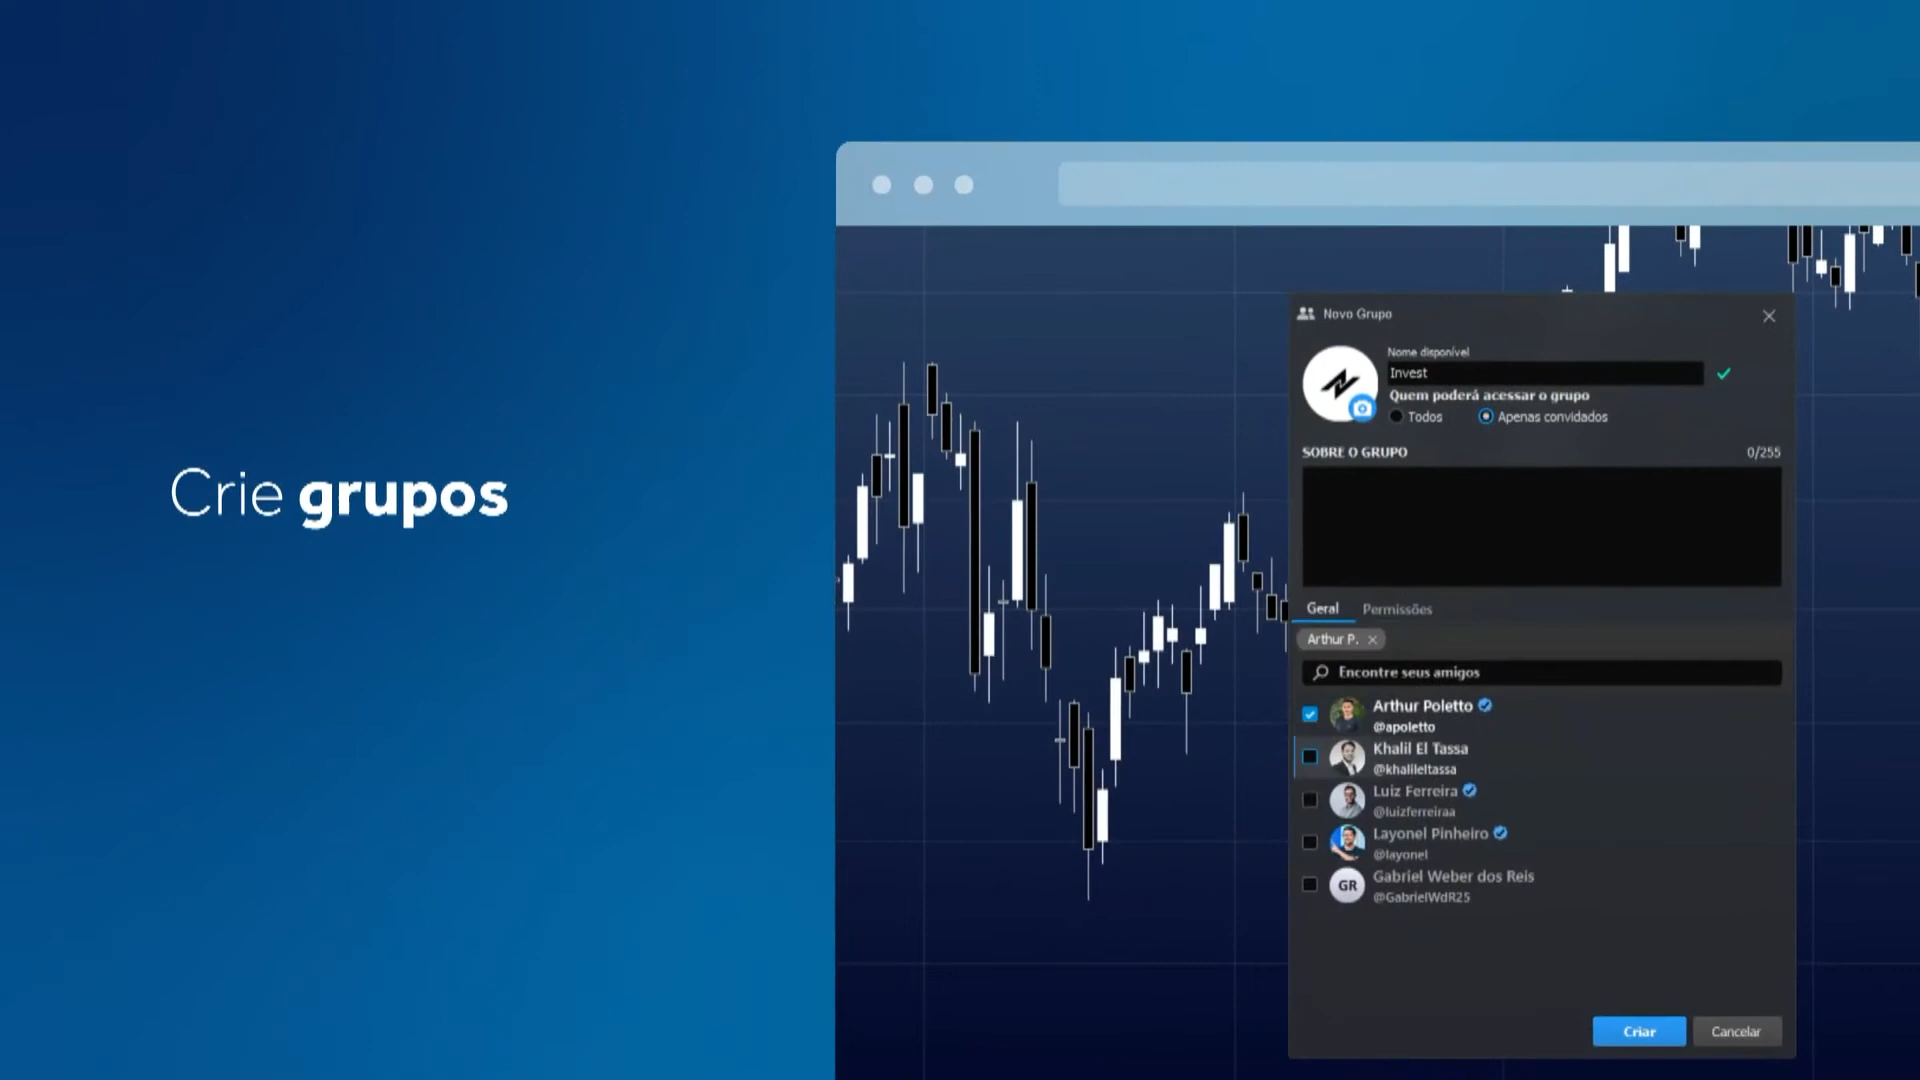 Crie grupos
Novo Grupo
Nome disponível
Invest
Quem poderá acessar o grupo
Todos Apenas convidados
SOBRE O GRUPO 0/255
Geral Permissões
Arthur P.
Encontre seus amigos
Arthur Poletto
@apoletto
Khalil El Tassa
@khalileltassa
Luiz Ferreira
@luizferreiraa
Layonel Pinheiro
@layonel
GR
Gabriel Weber dos Reis
@GabrielWdR25
Criar Cancelar